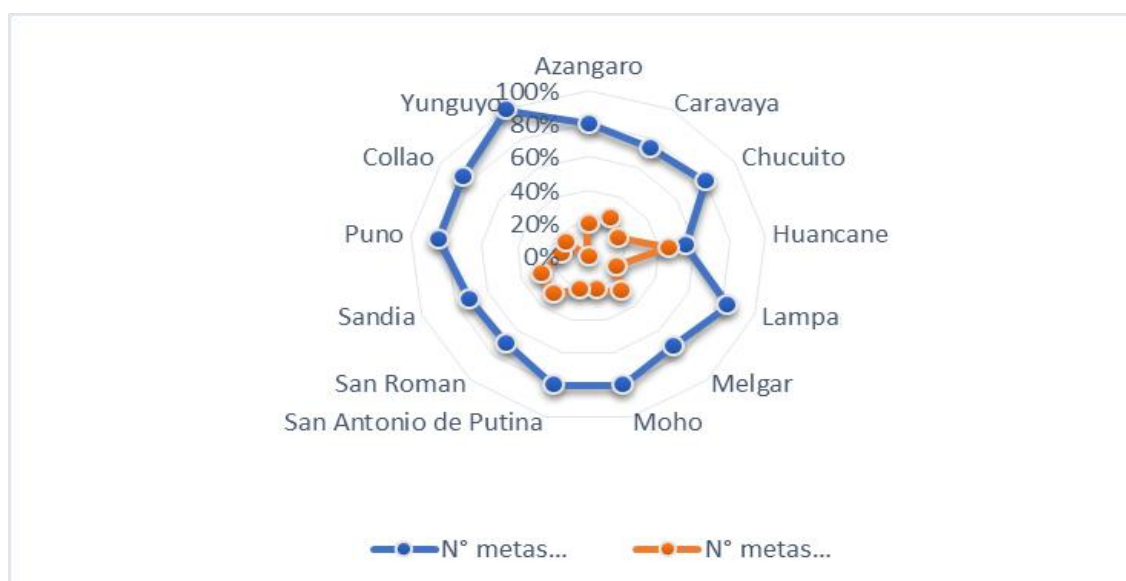 Azangaro
Caravaya
Chucuito
Huancane
Lampa
Melgar
Moho
San Antonio de Putina
San Roman
Sandia
Puno
Collao
Yunguyo
100%
80%
60%
40%
20%
0%
N° metas...
N° metas...